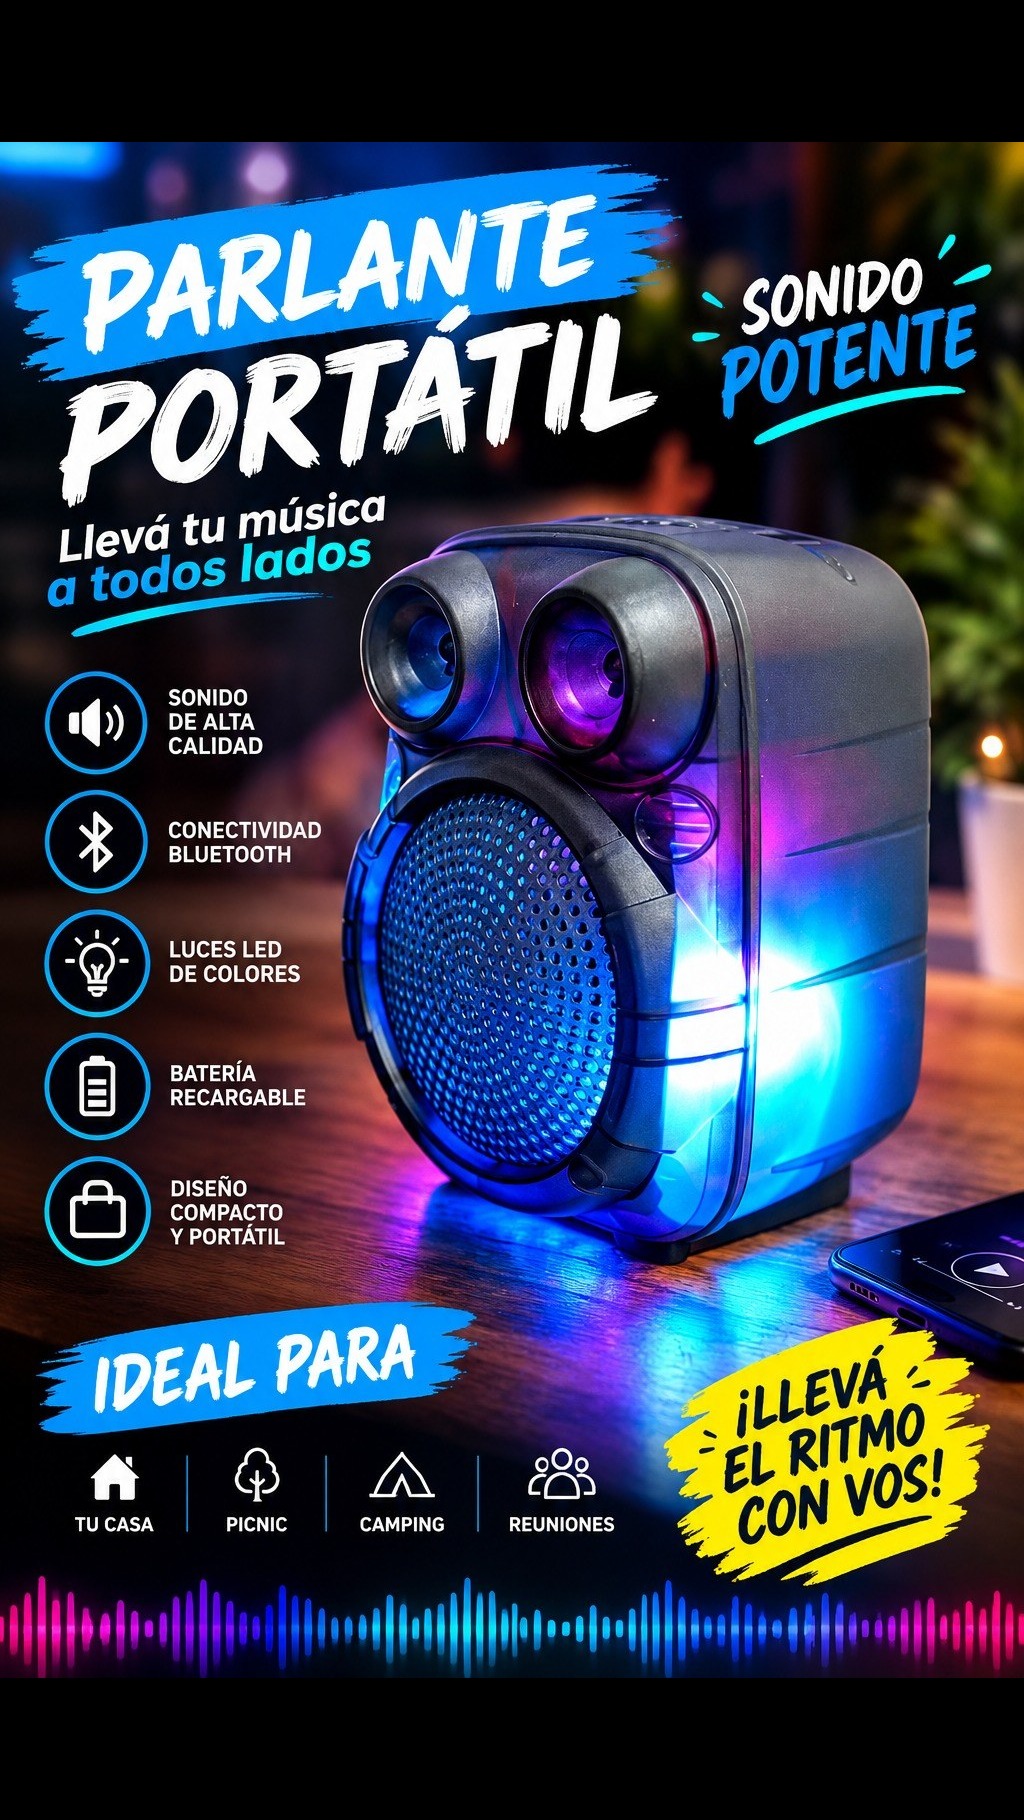 PARLANTE
PORTÁTIL
Llevá tu música
a todos lados
SONIDO
POTENTE
SONIDO
DE ALTA
CALIDAD
CONECTIVIDAD
BLUETOOTH
LUCES LED
DE COLORES
BATERÍA
RECARGABLE
DISEÑO
COMPACTO
Y PORTÁTIL
IDEAL PARA
TU CASA
PICNIC
CAMPING
REUNIONES
¡LLEVÁ
EL RITMO
CON VOS!